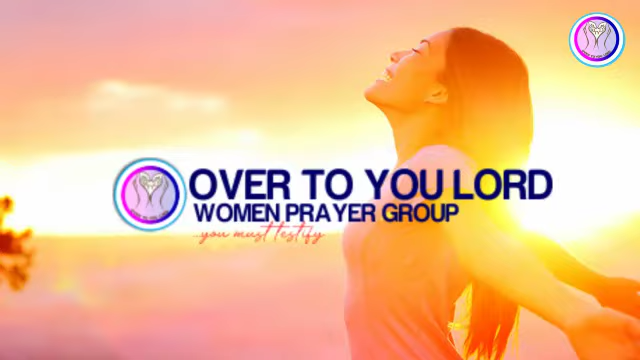 OVER TO YOU LORD
WOMEN PRAYER GROUP
...you must testify